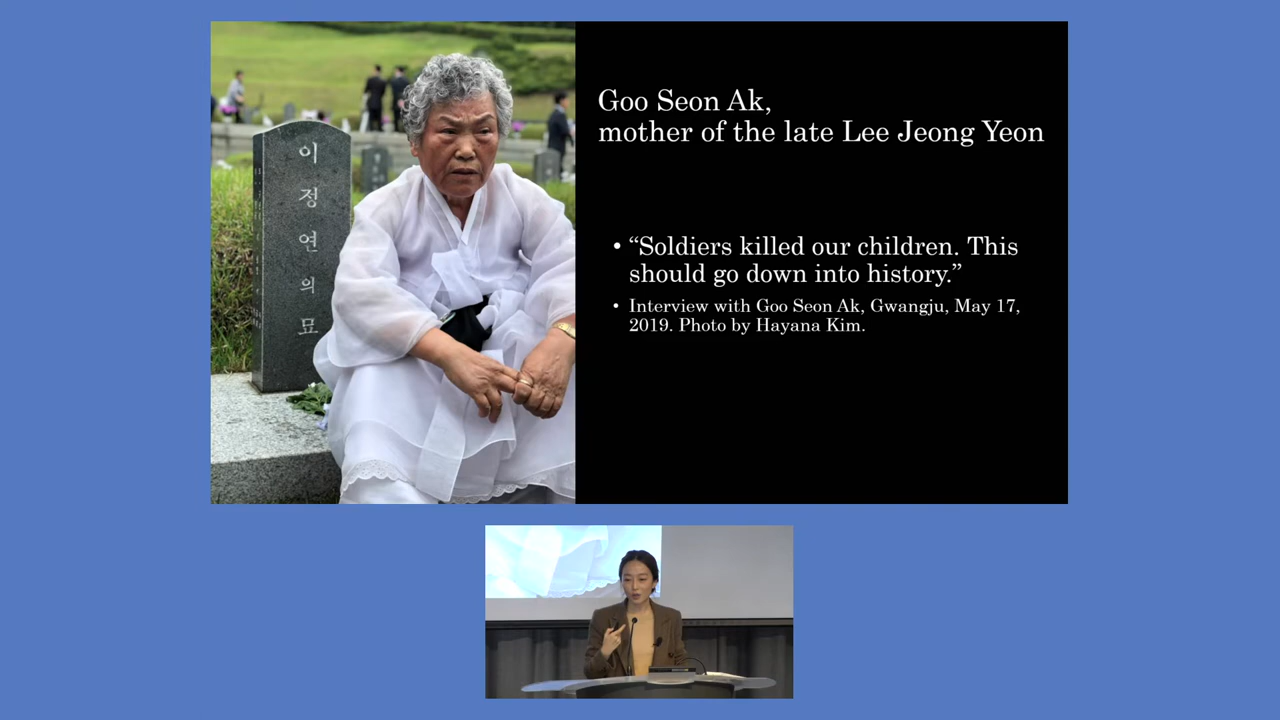 이
정
연
의
묘
Goo Seon Ak,
mother of the late Lee Jeong Yeon
• “Soldiers killed our children. This
should go down into history.”
• Interview with Goo Seon Ak, Gwangju, May 17,
2019. Photo by Hayana Kim.